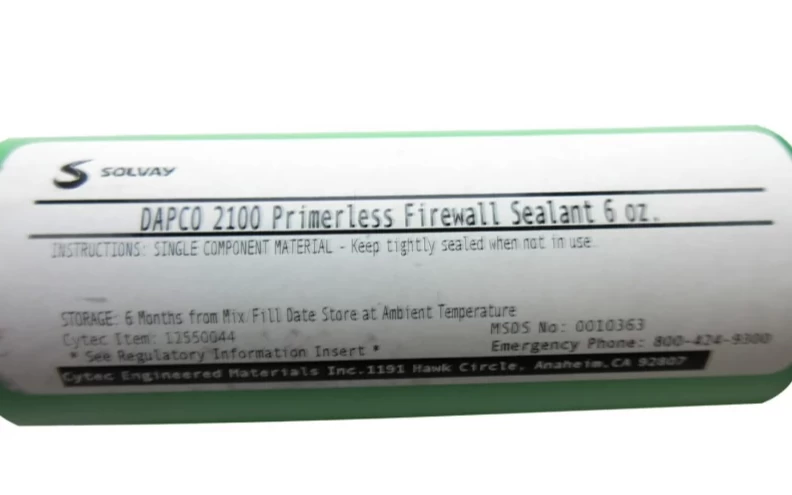 SOLVAY
DAPCO 2100 Primerless Firewall Sealant 6 oz.
INSTRUCTIONS: SINGLE COMPONENT MATERIAL - Keep tightly sealed when not in use.
STORAGE: 6 Months from Mix/Fill Date Store at Ambient Temperature
Cytec Item: 12550044
MSDS No: 0010363
* See Regulatory Information Insert *
Emergency Phone: 800-424-9300
Cytec Engineered Materials Inc.1191 Hawk Circle, Anaheim,CA 92807